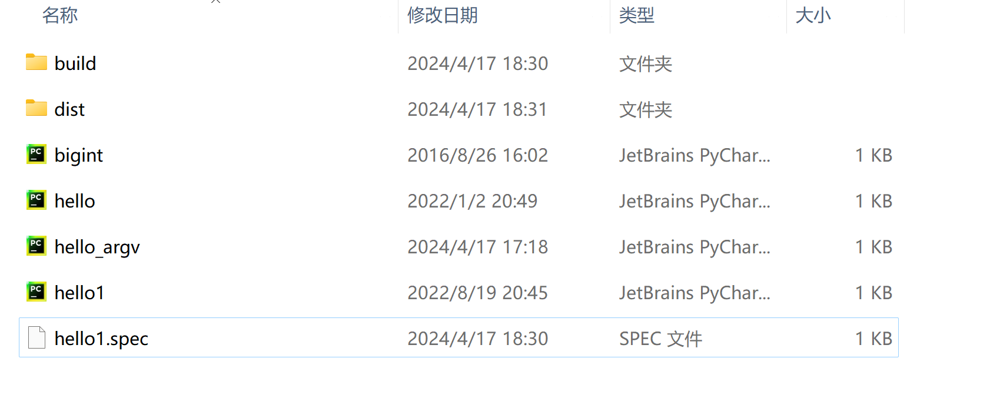 名称 修改日期 类型 大小
build 2024/4/17 18:30 文件夹
dist 2024/4/17 18:31 文件夹
PC bigint 2016/8/26 16:02 JetBrains PyChar... 1 KB
PC hello 2022/1/2 20:49 JetBrains PyChar... 1 KB
PC hello_argv 2024/4/17 17:18 JetBrains PyChar... 1 KB
PC hello1 2022/8/19 20:45 JetBrains PyChar... 1 KB
hello1.spec 2024/4/17 18:30 SPEC 文件 1 KB